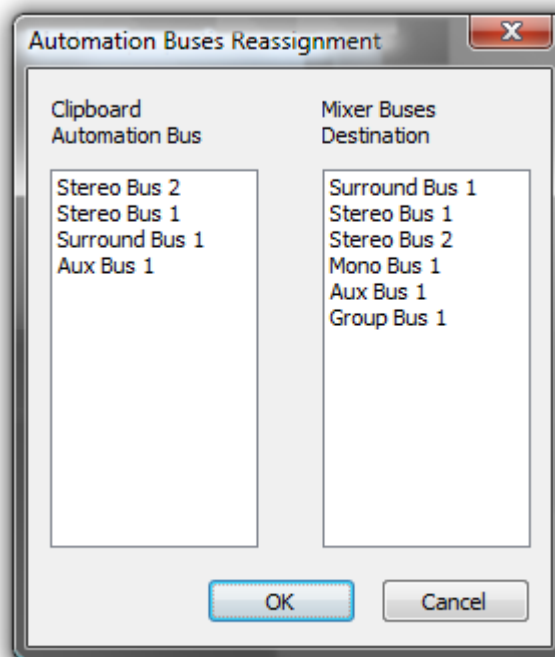 Automation Buses Reassignment
Clipboard
Automation Bus
Stereo Bus 2
Stereo Bus 1
Surround Bus 1
Aux Bus 1
Mixer Buses
Destination
Surround Bus 1
Stereo Bus 1
Stereo Bus 2
Mono Bus 1
Aux Bus 1
Group Bus 1
OK
Cancel